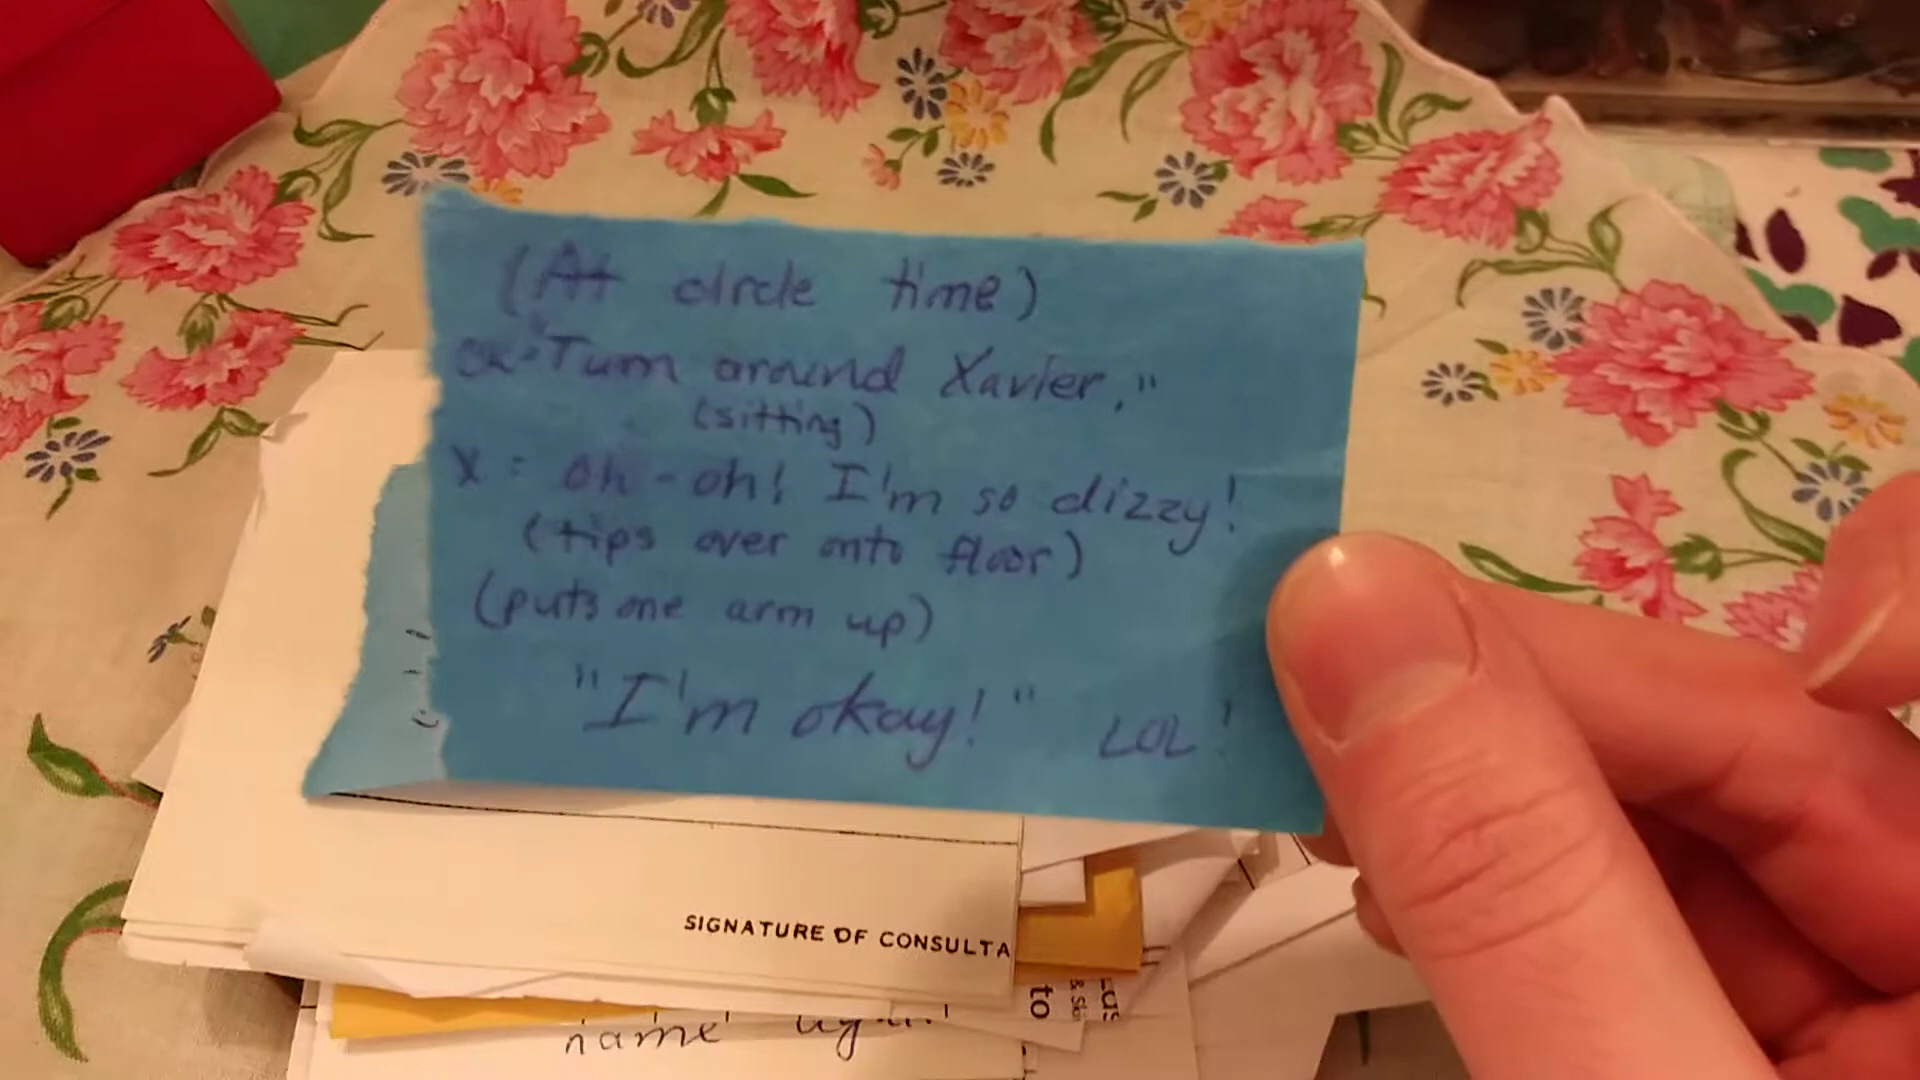 (At circle time)
"Turn around Xavier,"
(sitting)
X: oh-oh! I'm so dizzy!
(tips over onto floor)
(puts one arm up)
"I'm okay!" LOL!
SIGNATURE OF CONSULTA
to
name